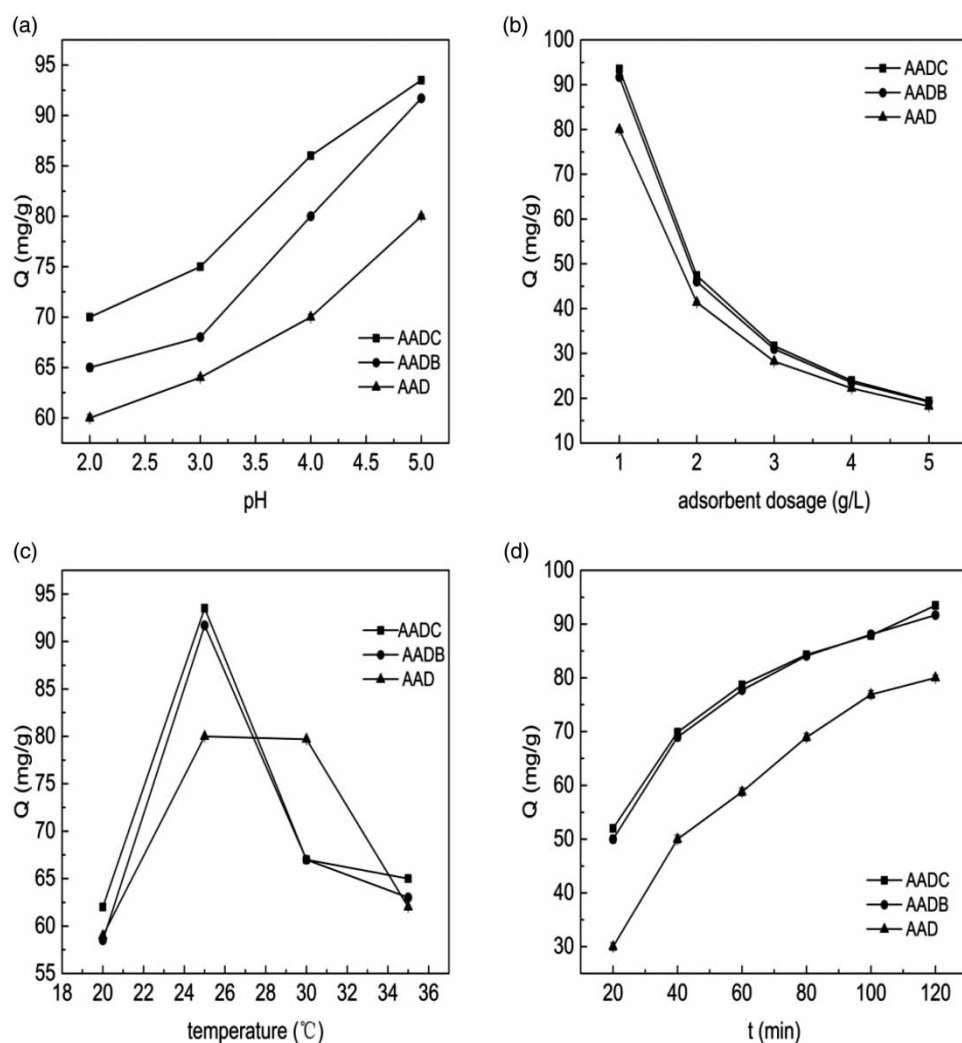 (a)
95
90
85
80
75
70
65
60
Q (mg/g)
AADC
AADB
AAD
2.0 2.5 3.0 3.5 4.0 4.5 5.0
pH
(b)
100
90
80
70
60
50
40
30
20
10
Q (mg/g)
AADC
AADB
AAD
1 2 3 4 5
adsorbent dosage (g/L)
(c)
95
90
85
80
75
70
65
60
55
Q (mg/g)
AADC
AADB
AAD
18 20 22 24 26 28 30 32 34 36
temperature (℃)
(d)
100
90
80
70
60
50
40
30
Q (mg/g)
AADC
AADB
AAD
20 40 60 80 100 120
t (min)